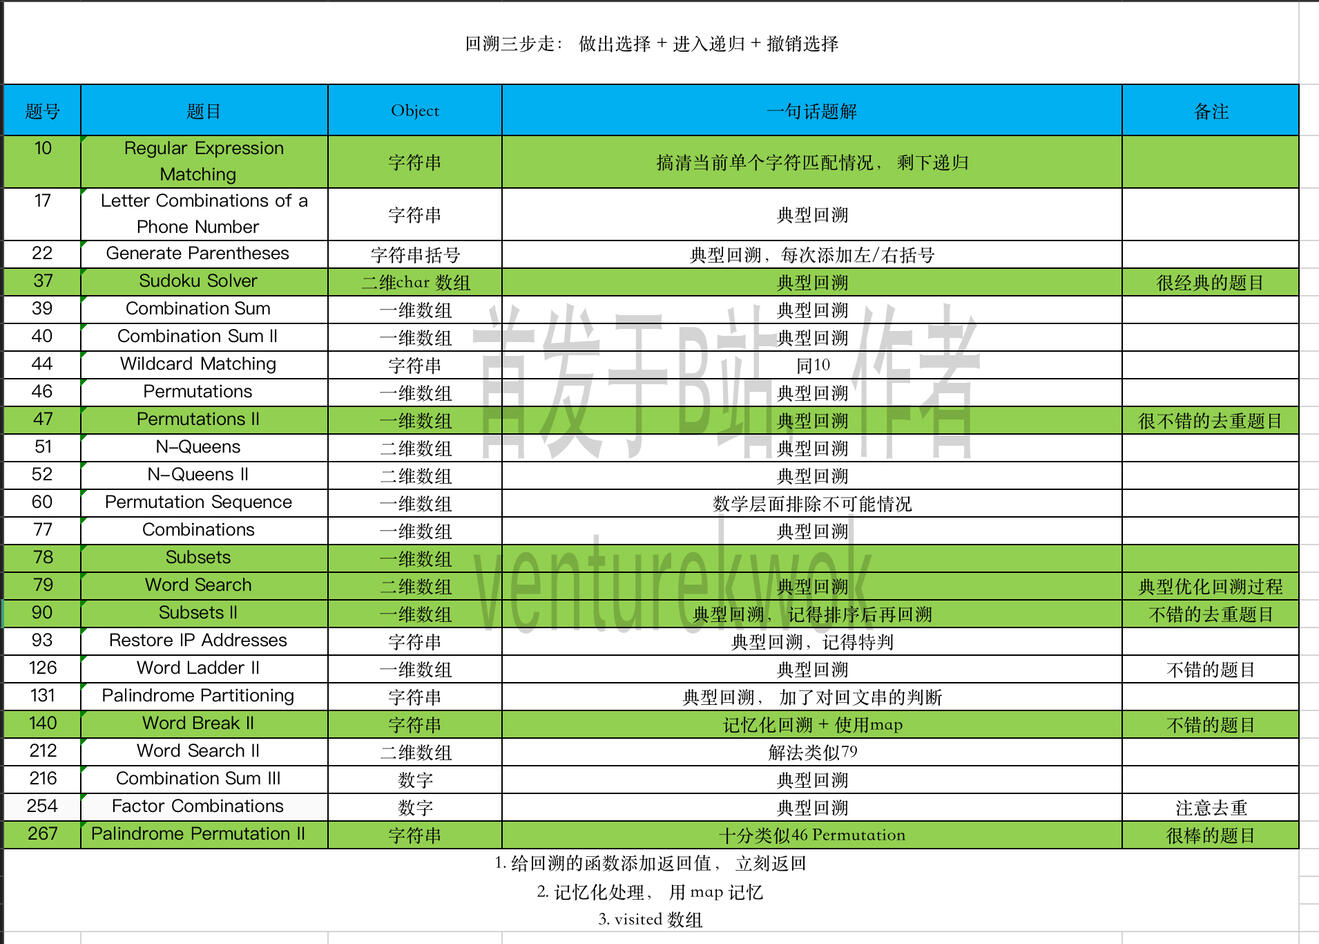 回溯三步走： 做出选择 + 进入递归 + 撤销选择
题号 题目 Object 一句话题解 备注
10 Regular Expression Matching 字符串 搞清当前单个字符匹配情况， 剩下递归
17 Letter Combinations of a Phone Number 字符串 典型回溯
22 Generate Parentheses 字符串括号 典型回溯，每次添加左/右括号
37 Sudoku Solver 二维char 数组 典型回溯 很经典的题目
39 Combination Sum 一维数组 典型回溯
40 Combination Sum II 一维数组 典型回溯
44 Wildcard Matching 字符串 同10
46 Permutations 一维数组 典型回溯
47 Permutations II 一维数组 典型回溯 很不错的去重题目
51 N-Queens 二维数组 典型回溯
52 N-Queens II 二维数组 典型回溯
60 Permutation Sequence 一维数组 数学层面排除不可能情况
77 Combinations 一维数组 典型回溯
78 Subsets 一维数组
79 Word Search 二维数组 典型回溯 典型优化回溯过程
90 Subsets II 一维数组 典型回溯， 记得排序后再回溯 不错的去重题目
93 Restore IP Addresses 字符串 典型回溯，记得特判
126 Word Ladder II 一维数组 典型回溯 不错的题目
131 Palindrome Partitioning 字符串 典型回溯， 加了对回文串的判断
140 Word Break II 字符串 记忆化回溯 + 使用map 不错的题目
212 Word Search II 二维数组 解法类似79
216 Combination Sum III 数字 典型回溯
254 Factor Combinations 数字 典型回溯 注意去重
267 Palindrome Permutation II 字符串 十分类似46 Permutation 很棒的题目
1. 给回溯的函数添加返回值， 立刻返回
2. 记忆化处理， 用 map 记忆
3. visited 数组
首发于B站，作者
venturekwok